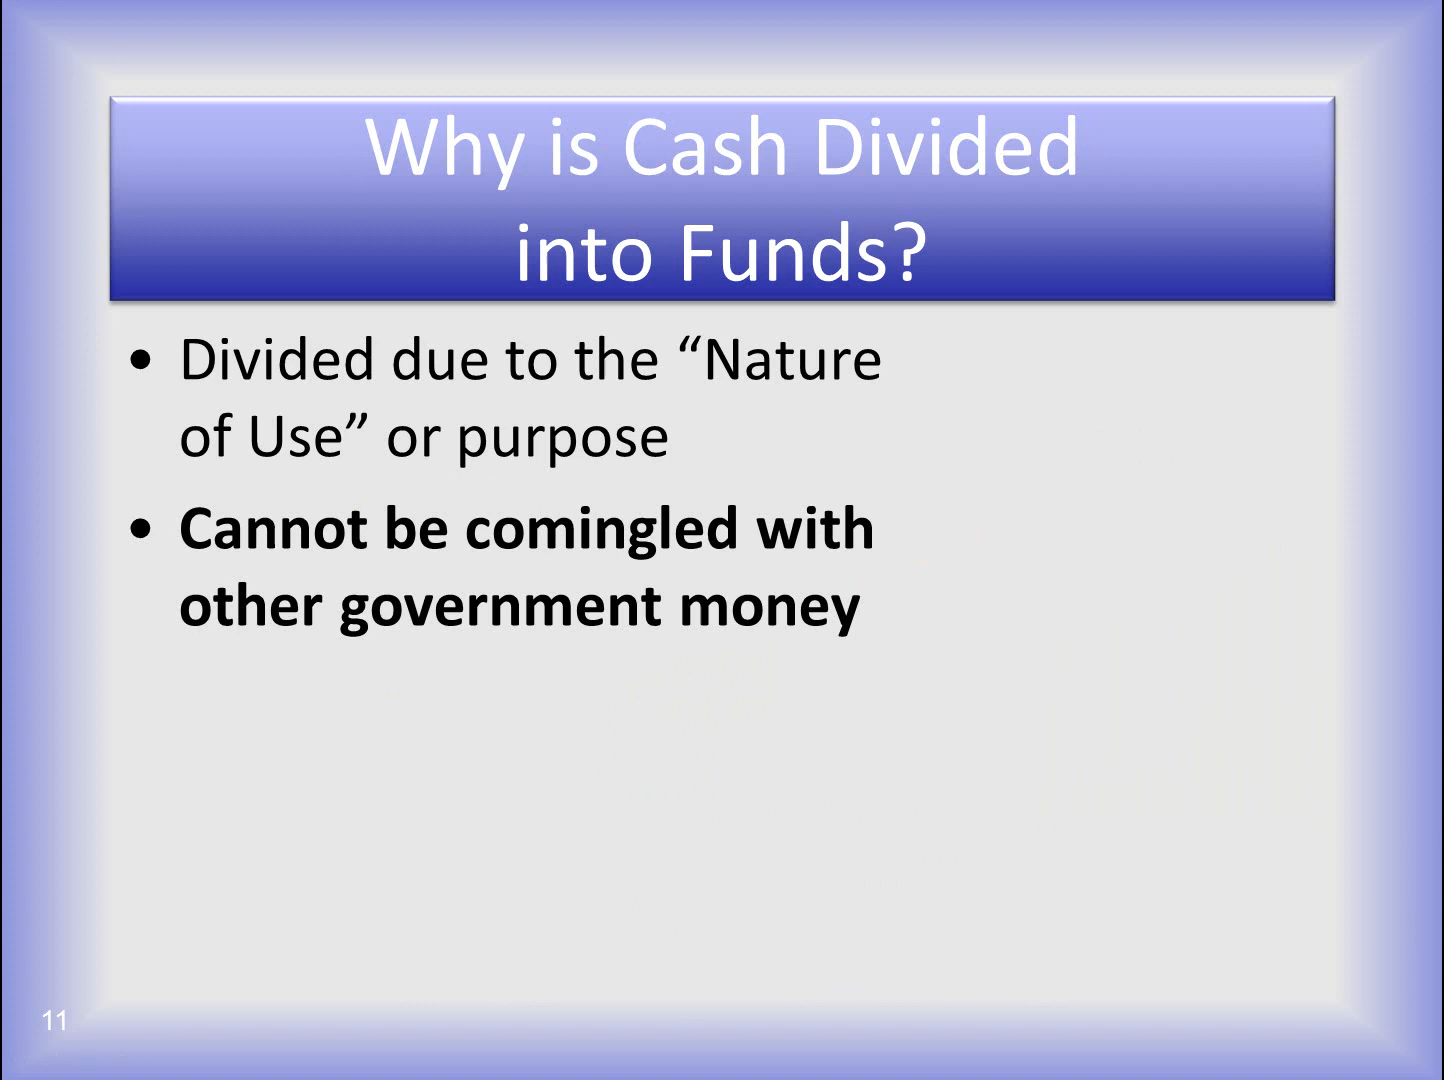 Why is Cash Divided
into Funds?
• Divided due to the “Nature
of Use” or purpose
• Cannot be comingled with
other government money
11